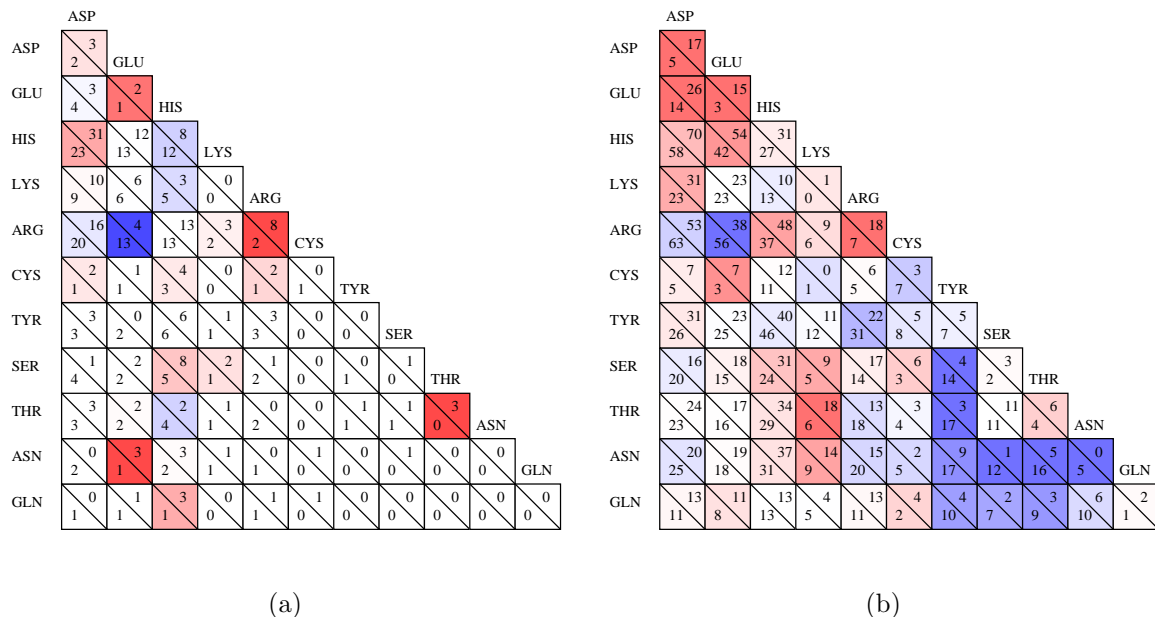 ASP
3
ASP
2
GLU
3 2
GLU
4 1
HIS
31 12 8
HIS
23 13 12
LYS
10 6 3 0
LYS
9 6 5 0
ARG
16 4 13 3 8
ARG
20 13 13 2 2
CYS
2 1 4 0 2 0
CYS
1 1 3 0 1 1
TYR
3 2 6 1 3 0 0
TYR
3 0 6 1 3 0 0
SER
1 2 8 2 1 0 0 1
SER
4 2 5 1 2 0 1 0
THR
3 2 2 1 0 0 1 1 3
THR
3 2 4 1 2 0 1 1 0
ASN
0 3 3 1 1 0 0 0 0 0
ASN
2 1 2 1 1 0 0 0 0 0
GLN
0 1 3 0 1 1 0 0 0 0 0
GLN
1 1 1 0 1 0 0 0 0 0 0
(a)
ASP
17
ASP
5
GLU
26 15
GLU
14 3
HIS
70 54 31
HIS
58 42 27
LYS
31 23 10 1
LYS
23 23 13 0
ARG
53 38 48 9 18
ARG
63 56 37 6 7
CYS
7 7 12 0 6 3
CYS
5 3 11 1 5 7
TYR
31 23 40 11 22 5 5
TYR
26 25 46 12 31 8 7
SER
16 18 31 9 17 6 4 3
SER
20 15 24 5 14 3 14 2
THR
24 17 34 18 13 3 3 11 6
THR
23 16 29 6 18 4 17 11 4
ASN
20 19 37 14 15 2 9 1 5 0
ASN
25 18 31 9 20 5 17 12 16 5
GLN
13 11 13 4 13 4 4 2 3 6 2
GLN
11 8 13 5 11 2 10 7 9 10 1
(b)